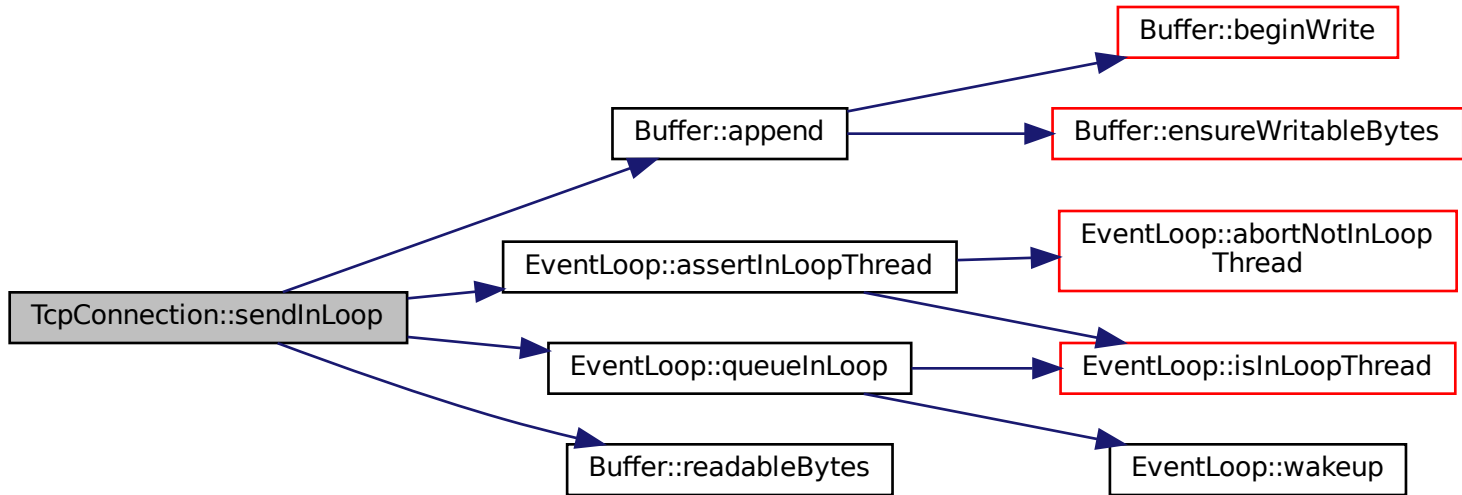 TcpConnection::sendInLoop
Buffer::append
EventLoop::assertInLoopThread
EventLoop::queueInLoop
Buffer::readableBytes
Buffer::beginWrite
Buffer::ensureWritableBytes
EventLoop::abortNotInLoop
Thread
EventLoop::isInLoopThread
EventLoop::wakeup